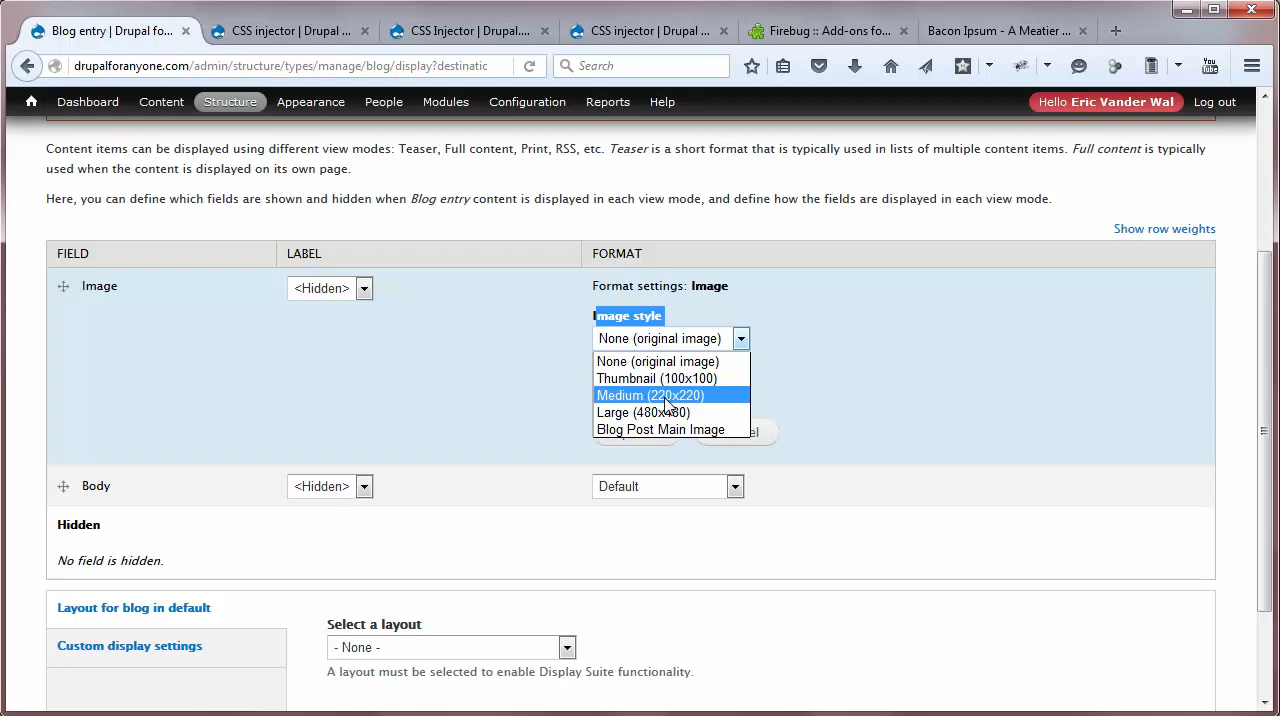 Blog entry | Drupal fo...
CSS injector | Drupal ...
CSS Injector | Drupal....
CSS injector | Drupal ...
Firebug :: Add-ons fo...
Bacon Ipsum - A Meatier ...
drupalforanyone.com/admin/structure/types/manage/blog/display?destinatic
Search
You
Dashboard Content Structure Appearance People Modules Configuration Reports Help
Hello Eric Vander Wal
Log out
Content items can be displayed using different view modes: Teaser, Full content, Print, RSS, etc. Teaser is a short format that is typically used in lists of multiple content items. Full content is typically
used when the content is displayed on its own page.
Here, you can define which fields are shown and hidden when Blog entry content is displayed in each view mode, and define how the fields are displayed in each view mode.
Show row weights
FIELD LABEL FORMAT
Image <Hidden> Format settings: Image
Image style
None (original image)
None (original image)
Thumbnail (100x100)
Medium (220x220)
Large (480x480)
Blog Post Main Image
Body <Hidden> Default
Hidden
No field is hidden.
Layout for blog in default
Custom display settings
Select a layout
- None -
A layout must be selected to enable Display Suite functionality.